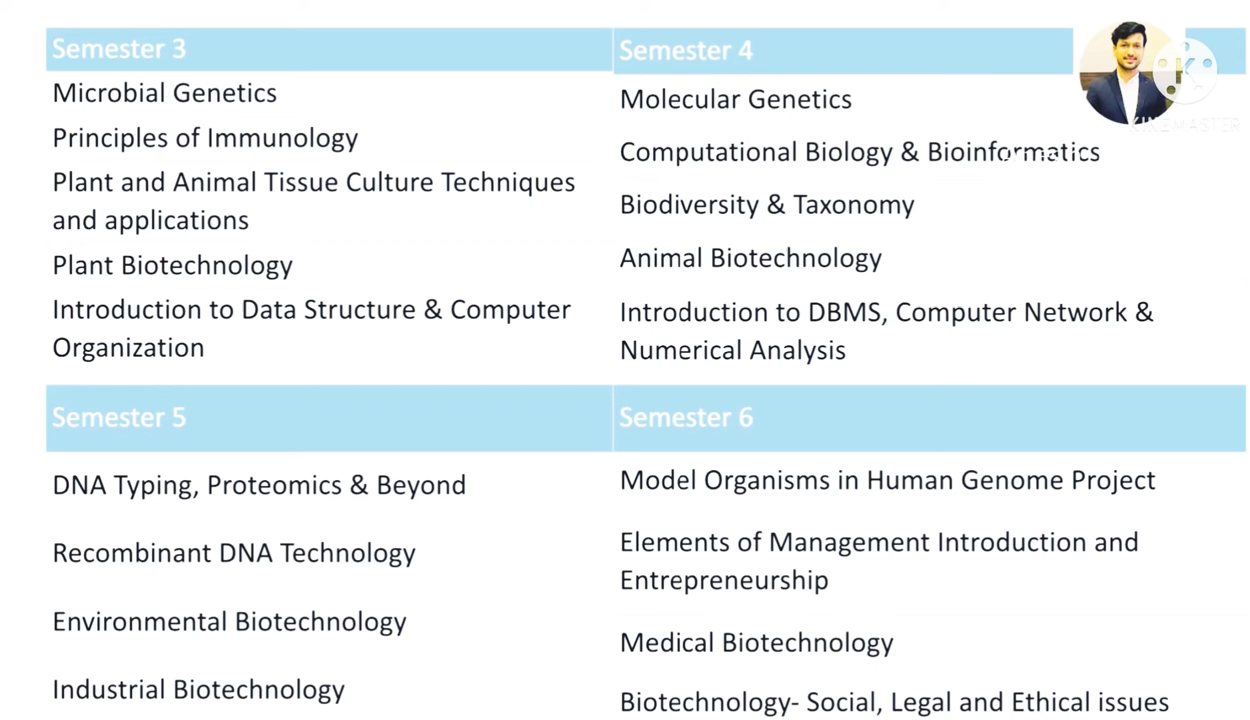 Semester 3
Microbial Genetics
Principles of Immunology
Plant and Animal Tissue Culture Techniques
and applications
Plant Biotechnology
Introduction to Data Structure & Computer
Organization
Semester 4
Molecular Genetics
Computational Biology & Bioinformatics
Biodiversity & Taxonomy
Animal Biotechnology
Introduction to DBMS, Computer Network &
Numerical Analysis
Semester 5
DNA Typing, Proteomics & Beyond
Recombinant DNA Technology
Environmental Biotechnology
Industrial Biotechnology
Semester 6
Model Organisms in Human Genome Project
Elements of Management Introduction and
Entrepreneurship
Medical Biotechnology
Biotechnology- Social, Legal and Ethical issues
K
KINEMASTER